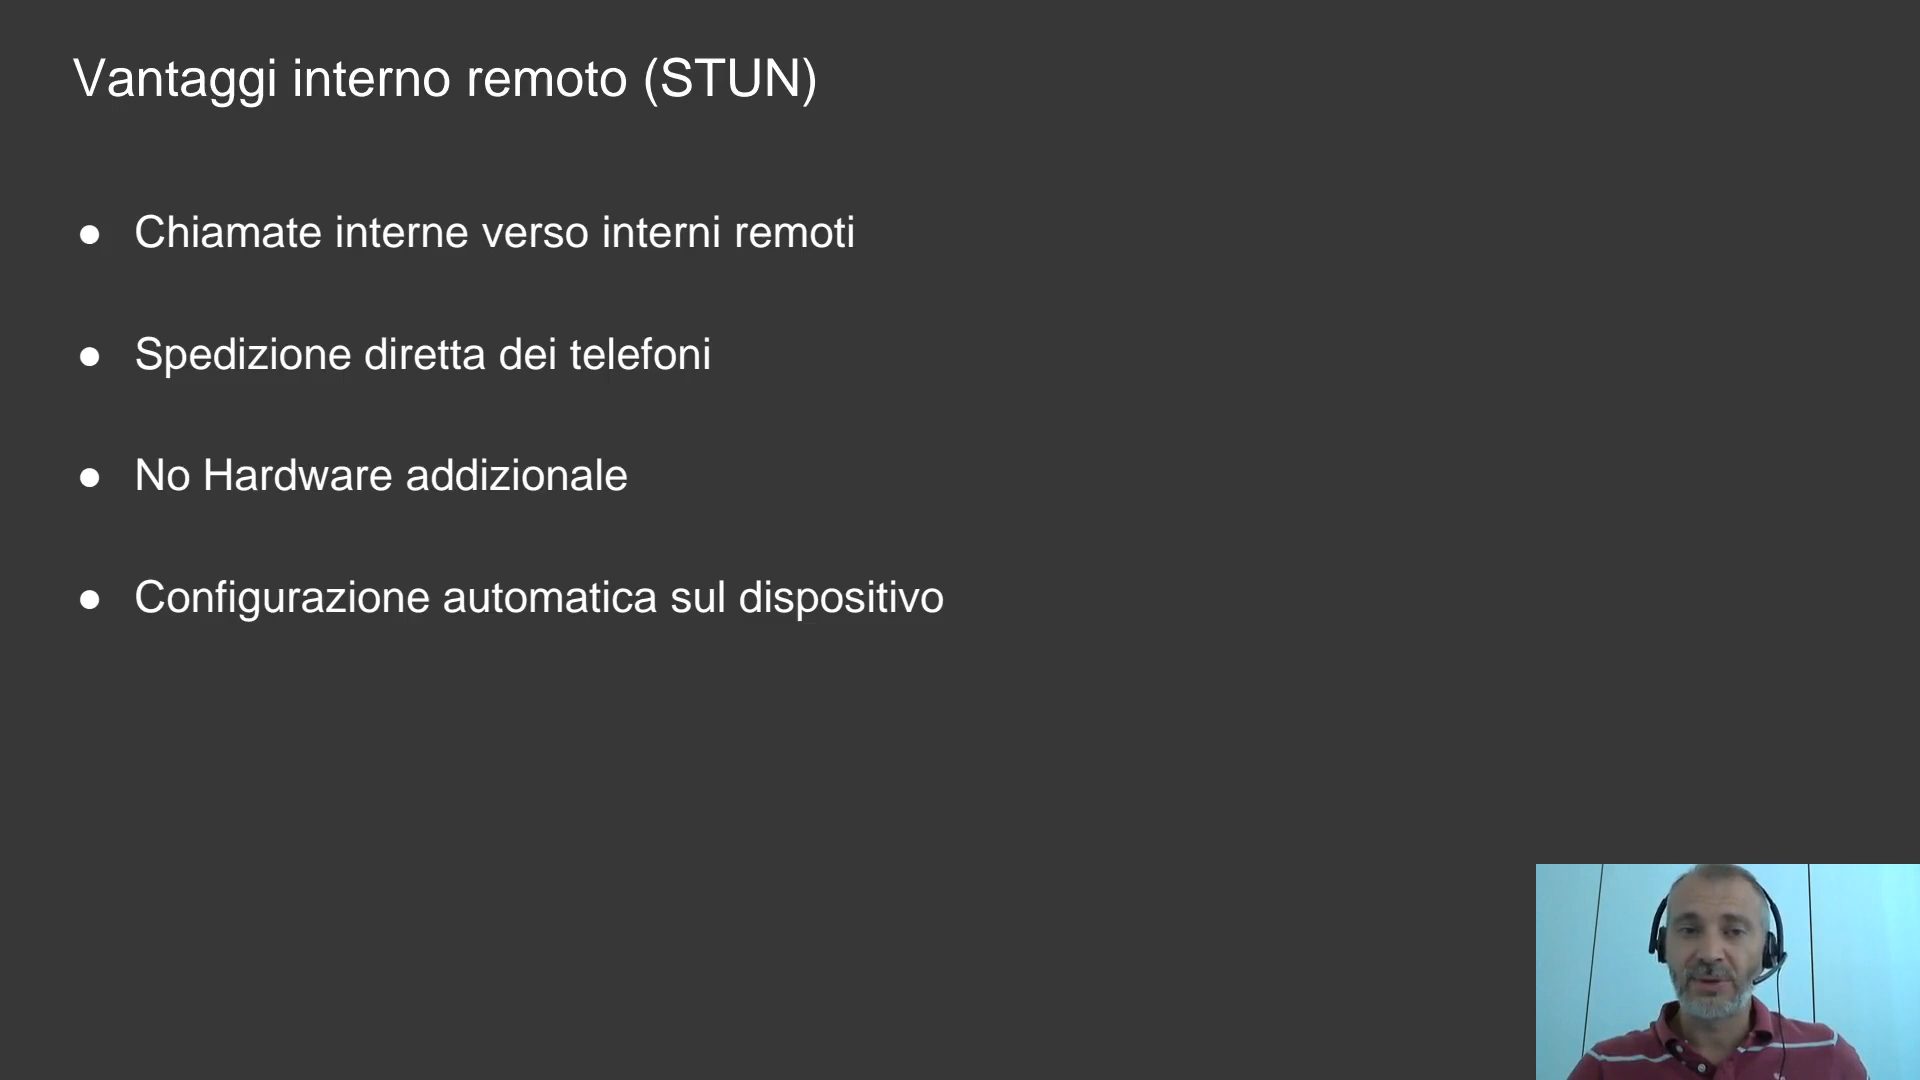 Vantaggi interno remoto (STUN)
● Chiamate interne verso interni remoti
● Spedizione diretta dei telefoni
● No Hardware addizionale
● Configurazione automatica sul dispositivo